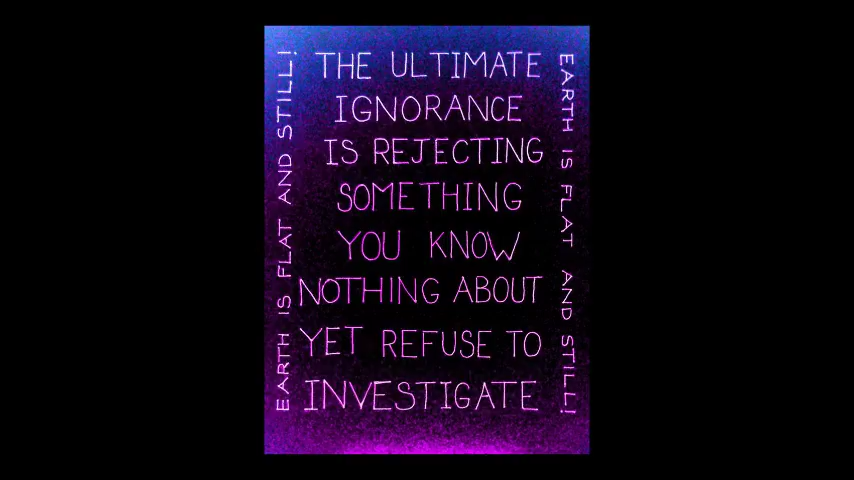 EARTH IS FLAT AND STILL!
THE ULTIMATE
IGNORANCE
IS REJECTING
SOMETHING
YOU KNOW
NOTHING ABOUT
YET REFUSE TO
INVESTIGATE
EARTH IS FLAT AND STILL!